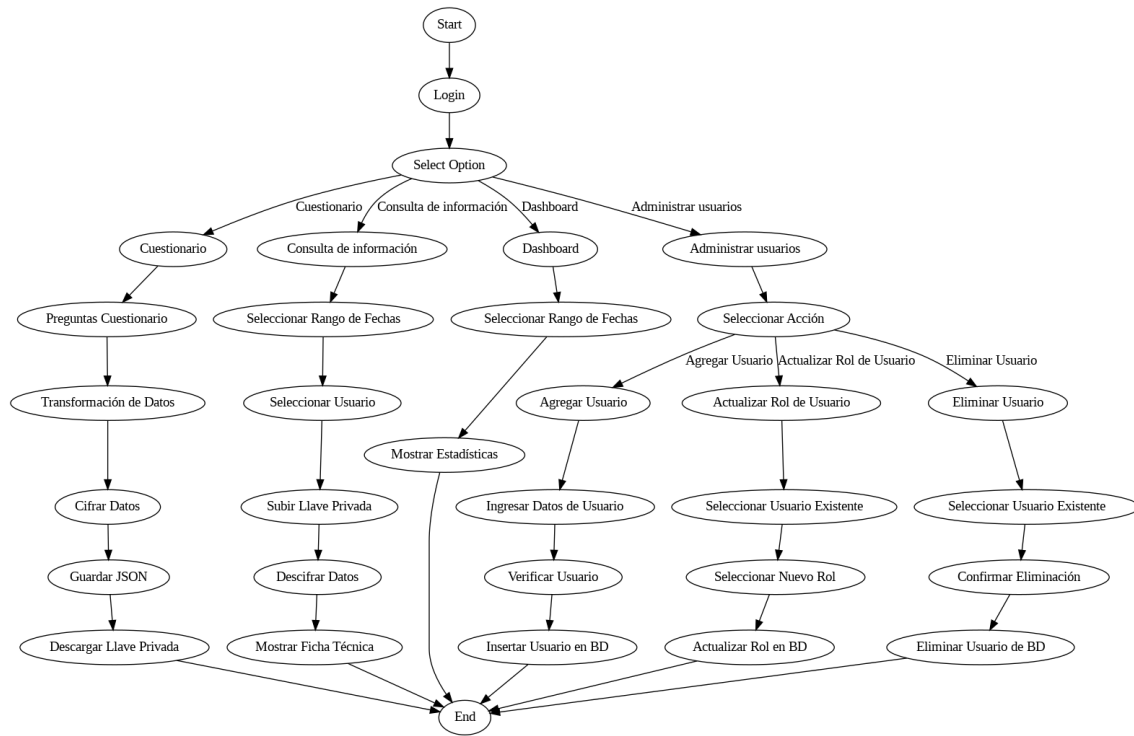 Start
Login
Select Option
Cuestionario
Consulta de información
Dashboard
Administrar usuarios
Cuestionario
Consulta de información
Dashboard
Administrar usuarios
Preguntas Cuestionario
Seleccionar Rango de Fechas
Seleccionar Rango de Fechas
Seleccionar Acción
Agregar Usuario
Actualizar Rol de Usuario
Eliminar Usuario
Transformación de Datos
Seleccionar Usuario
Agregar Usuario
Actualizar Rol de Usuario
Eliminar Usuario
Mostrar Estadísticas
Cifrar Datos
Subir Llave Privada
Ingresar Datos de Usuario
Seleccionar Usuario Existente
Seleccionar Usuario Existente
Guardar JSON
Descifrar Datos
Verificar Usuario
Seleccionar Nuevo Rol
Confirmar Eliminación
Descargar Llave Privada
Mostrar Ficha Técnica
Insertar Usuario en BD
Actualizar Rol en BD
Eliminar Usuario de BD
End